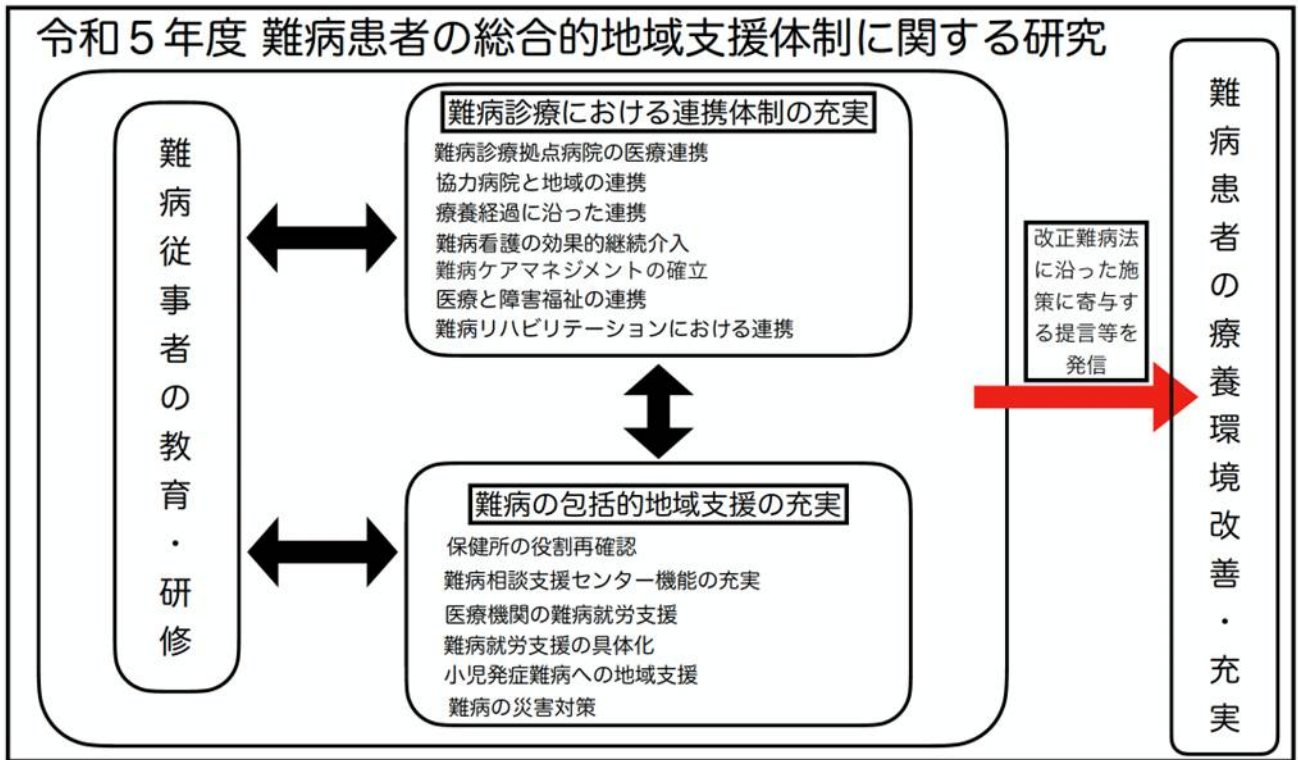 令和５年度 難病患者の総合的地域支援体制に関する研究
難病従事者の教育・研修
難病診療における連携体制の充実
難病診療拠点病院の医療連携
協力病院と地域の連携
療養経過に沿った連携
難病看護の効果的継続介入
難病ケアマネジメントの確立
医療と障害福祉の連携
難病リハビリテーションにおける連携
難病の包括的地域支援の充実
保健所の役割再確認
難病相談支援センター機能の充実
医療機関の難病就労支援
難病就労支援の具体化
小児発症難病への地域支援
難病の災害対策
改正難病法
に沿った施
策に寄与す
る提言等を
発信
難病患者の療養環境改善・充実